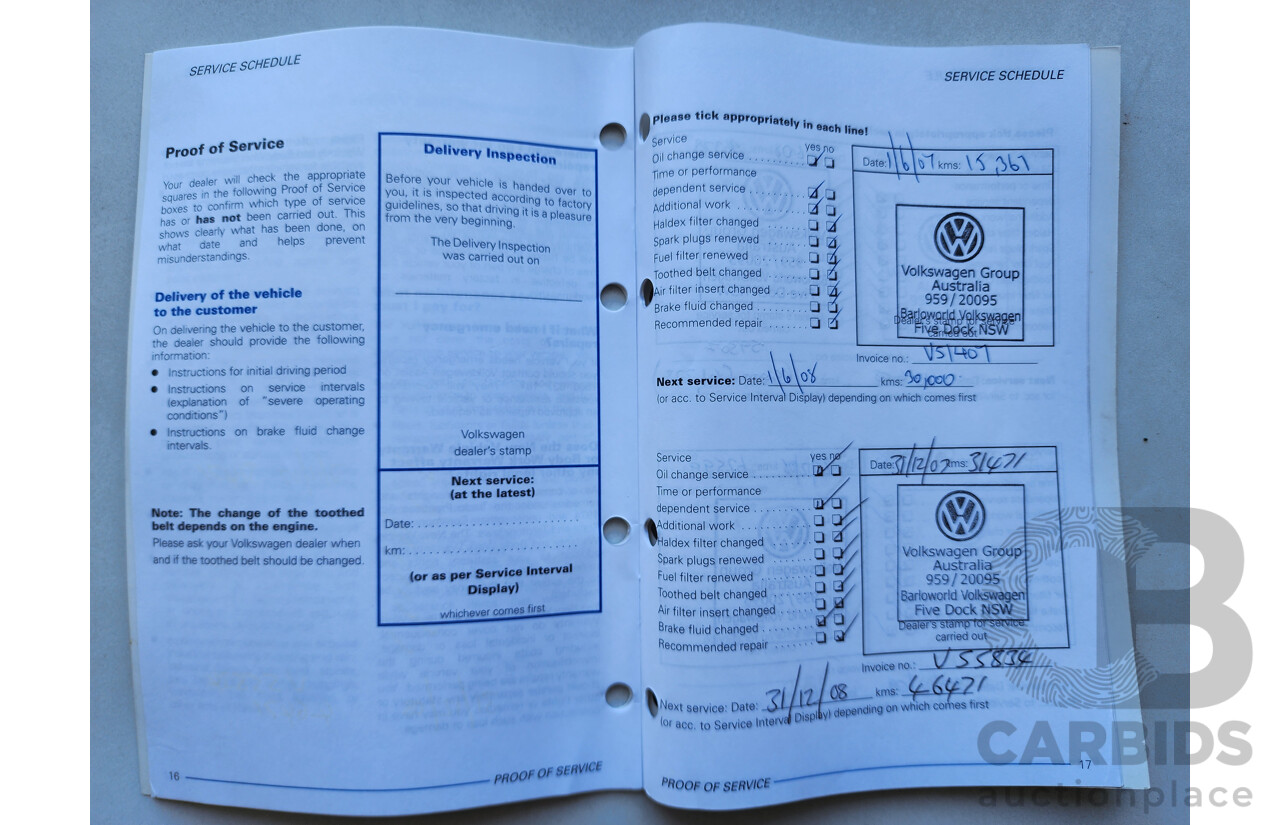 SERVICE SCHEDULE
Proof of Service
Your dealer will check the appropriate
squares in the following Proof of Service
boxes to confirm which type of service
has or has not been carried out. This
shows clearly what has been done, on
what date and helps prevent
misunderstandings.
Delivery of the vehicle
to the customer
On delivering the vehicle to the customer,
the dealer should provide the following
information:
● Instructions for initial driving period
● Instructions on service intervals
(explanation of "severe operating
conditions")
● Instructions on brake fluid change
intervals.
Note: The change of the toothed
belt depends on the engine.
Please ask your Volkswagen dealer when
and if the toothed belt should be changed.
Delivery Inspection
Before your vehicle is handed over to
you, it is inspected according to factory
guidelines, so that driving it is a pleasure
from the very beginning.
The Delivery Inspection
was carried out on
Volkswagen
dealer's stamp
Next service:
(at the latest)
Date:
km:
(or as per Service Interval
Display)
whichever comes first
16
PROOF OF SERVICE
SERVICE SCHEDULE
Please tick appropriately in each line!
Service yes no
Oil change service
Time or performance
dependent service
Additional work
Haldex filter changed
Spark plugs renewed
Fuel filter renewed
Toothed belt changed
Air filter insert changed
Brake fluid changed
Recommended repair
Date: 1/6/07 kms: 15,361
Volkswagen Group
Australia
959 / 20095
Barloworld Volkswagen
Five Dock NSW
Dealer's stamp for service
carried out
Invoice no.: VS1407
Next service: Date: 1/6/08 kms: 30,000
(or acc. to Service Interval Display) depending on which comes first
Service yes no
Oil change service
Time or performance
dependent service
Additional work
Haldex filter changed
Spark plugs renewed
Fuel filter renewed
Toothed belt changed
Air filter insert changed
Brake fluid changed
Recommended repair
Date: 31/12/07 kms: 31471
Volkswagen Group
Australia
959 / 20095
Barloworld Volkswagen
Five Dock NSW
Dealer's stamp for service
carried out
Invoice no.: VS5834
Next service: Date: 31/12/08 kms: 46471
(or acc. to Service Interval Display) depending on which comes first
PROOF OF SERVICE
17
CB
CARBIDS
auctionplace